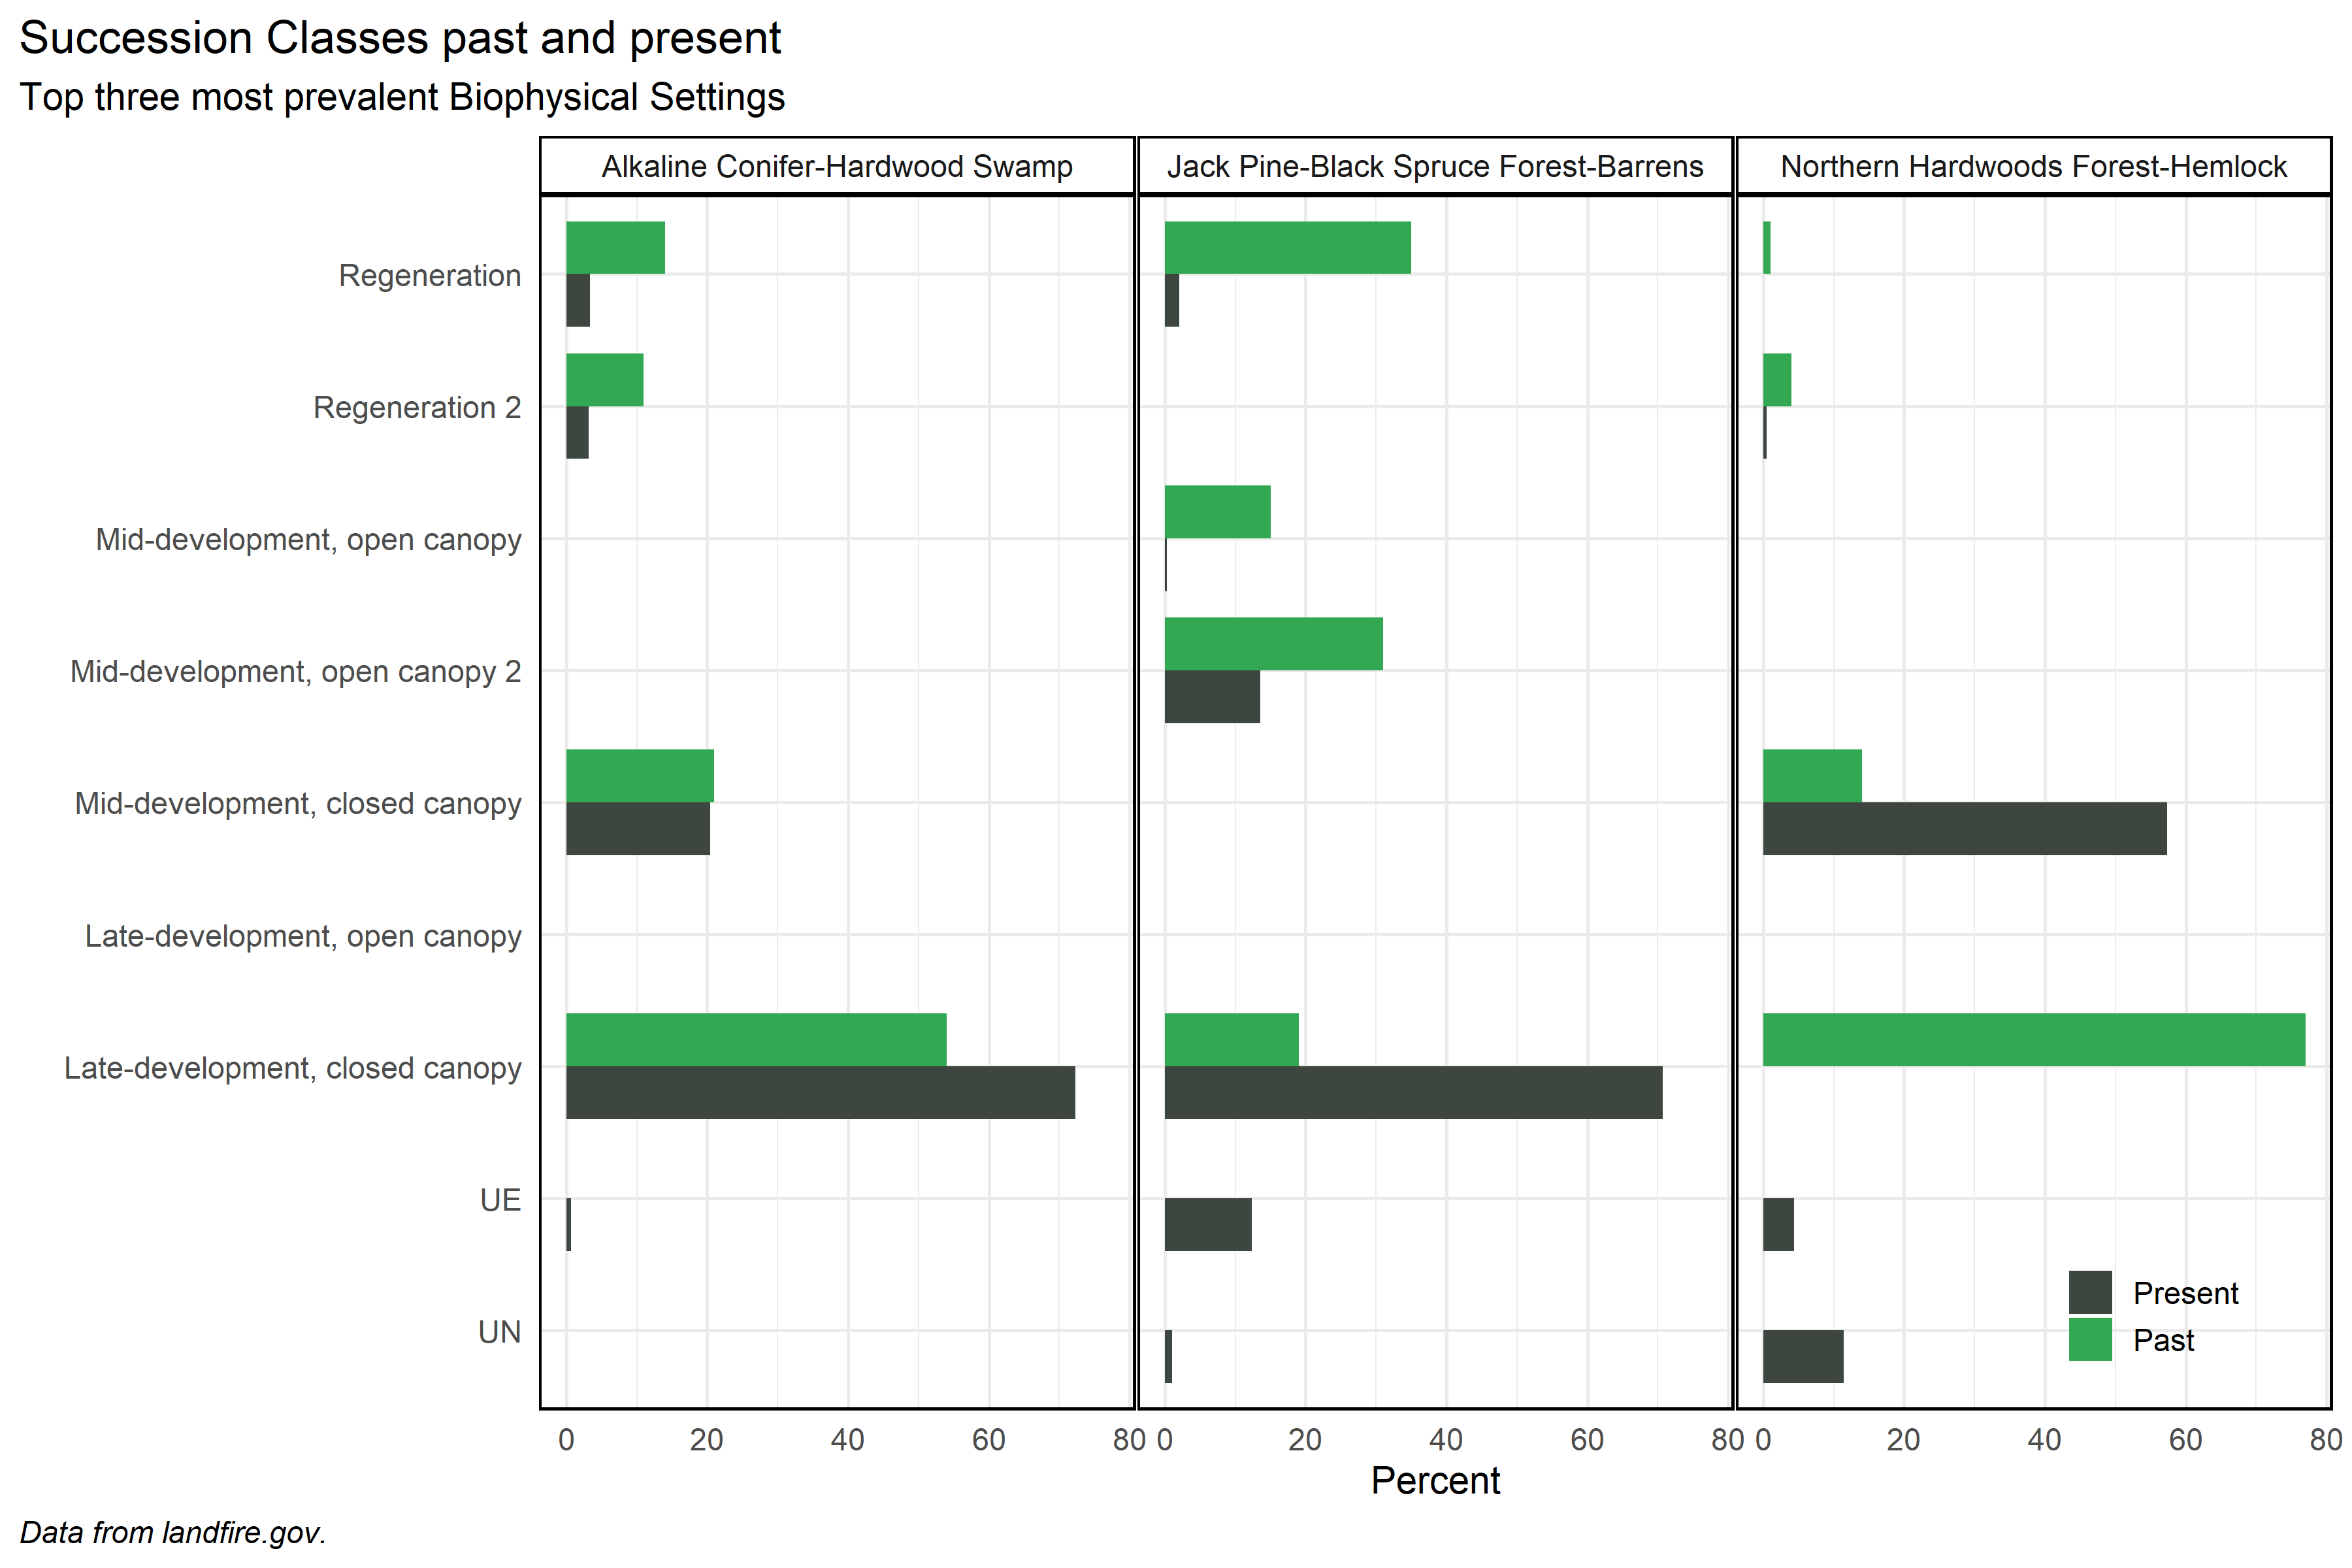 Succession Classes past and present
Top three most prevalent Biophysical Settings
Alkaline Conifer-Hardwood Swamp
Jack Pine-Black Spruce Forest-Barrens
Northern Hardwoods Forest-Hemlock
Regeneration
Regeneration 2
Mid-development, open canopy
Mid-development, open canopy 2
Mid-development, closed canopy
Late-development, open canopy
Late-development, closed canopy
UE
UN
Present
Past
0 20 40 60 80
0 20 40 60 80
0 20 40 60 80
Percent
Data from landfire.gov.